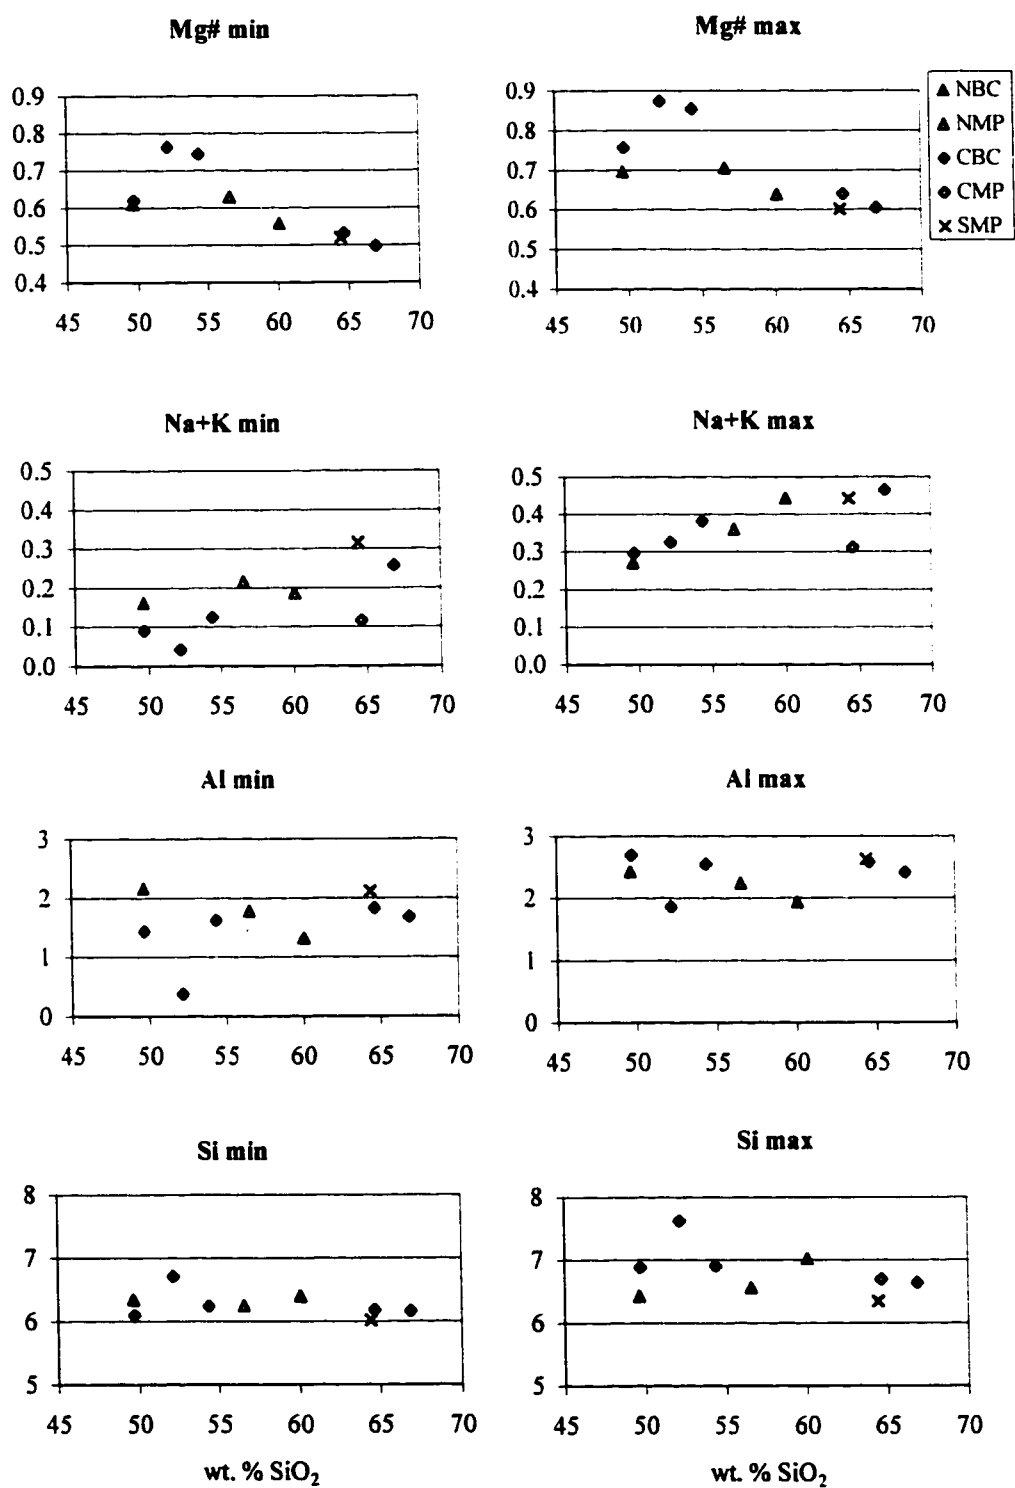 Mg# min
0.9
0.8
0.7
0.6
0.5
0.4
45 50 55 60 65 70
Mg# max
0.9
0.8
0.7
0.6
0.5
0.4
45 50 55 60 65 70
NBC
NMP
CBC
CMP
SMP
Na+K min
0.5
0.4
0.3
0.2
0.1
0.0
45 50 55 60 65 70
Na+K max
0.5
0.4
0.3
0.2
0.1
0.0
45 50 55 60 65 70
Al min
3
2
1
0
45 50 55 60 65 70
Al max
3
2
1
0
45 50 55 60 65 70
Si min
8
7
6
5
45 50 55 60 65 70
wt. % SiO₂
Si max
8
7
6
5
45 50 55 60 65 70
wt. % SiO₂